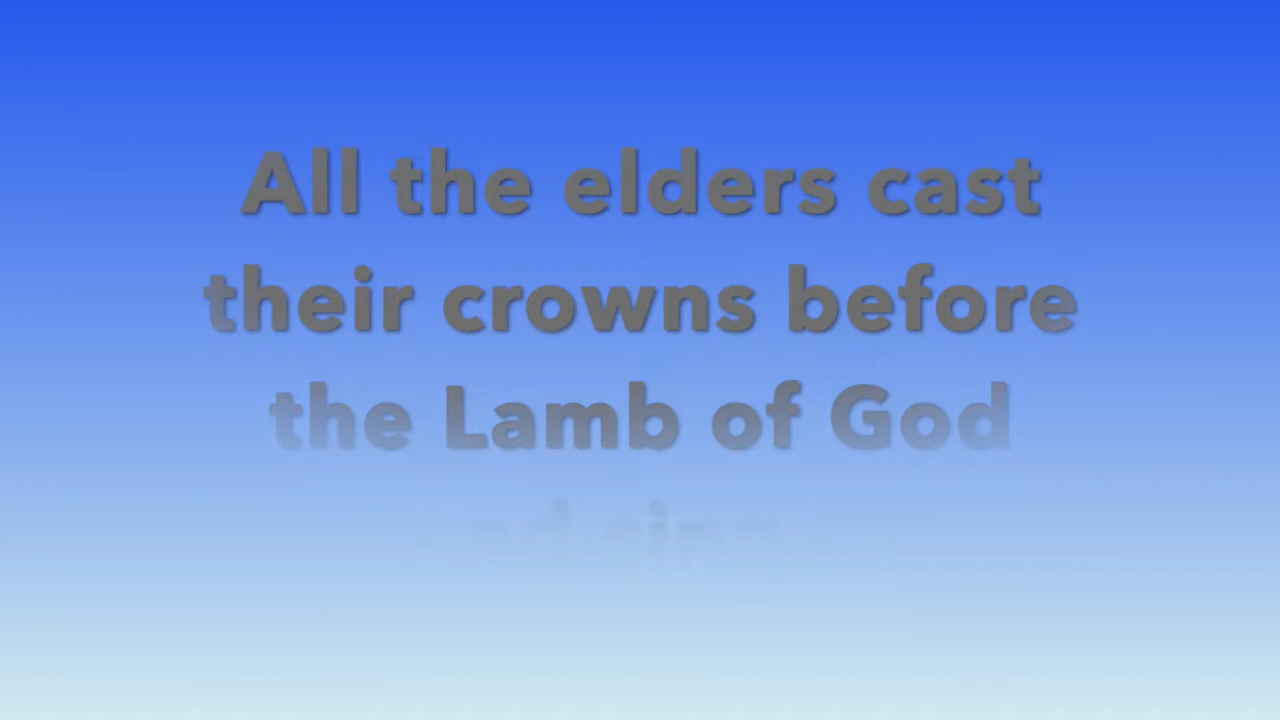 All the elders cast
their crowns before
the Lamb of God